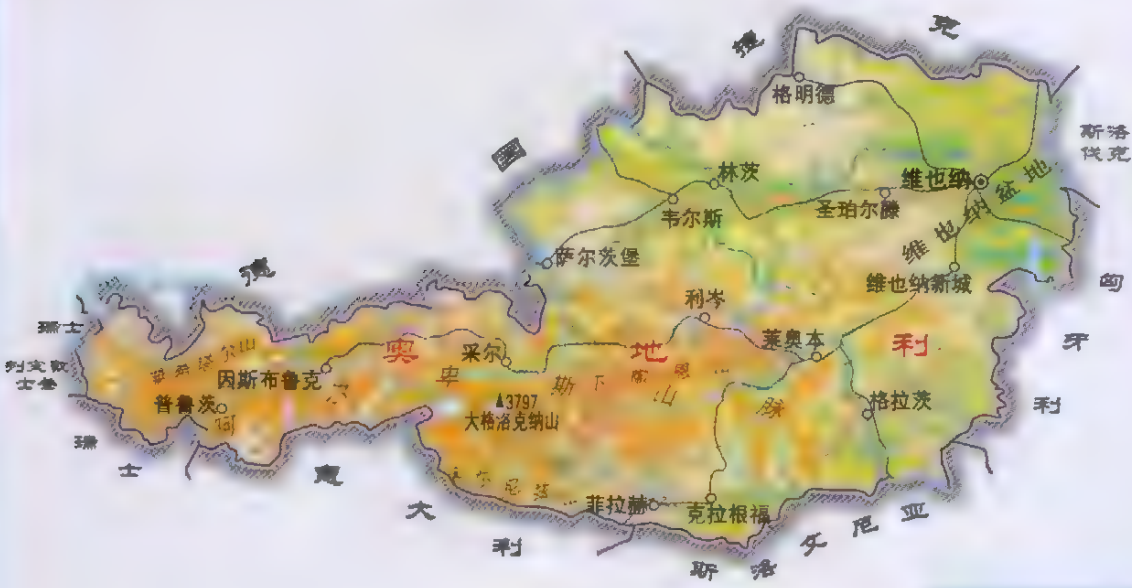 捷克
格明德
斯洛
伐克
德国
林茨
维也纳
韦尔斯
圣珀尔滕
维也纳盆地
萨尔茨堡
维也纳新城
匈牙利
利岑
瑞士
奥地利
采尔
莱奥本
列支敦
士登
因斯布鲁克
阿尔卑斯山脉
普鲁茨
3797
大格洛克纳山
格拉茨
瑞士
意大利
菲拉赫
克拉根福
斯洛文尼亚